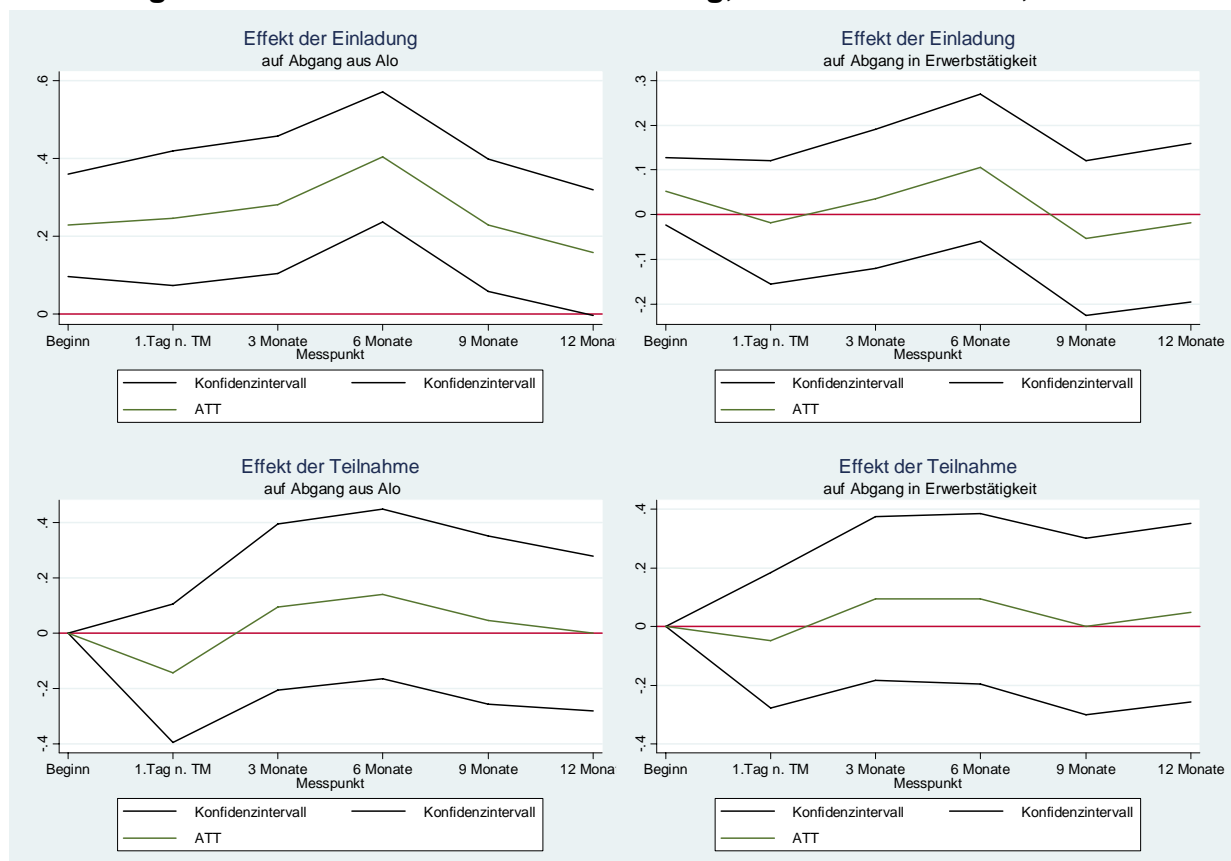 Effekt der Einladung
auf Abgang aus Alo
.6
.4
.2
0
Beginn 1.Tag n. TM 3 Monate 6 Monate 9 Monate 12 Monat
Messpunkt
Konfidenzintervall Konfidenzintervall
ATT
Effekt der Einladung
auf Abgang in Erwerbstätigkeit
.3
.2
.1
0
-.1
-.2
Beginn 1.Tag n. TM 3 Monate 6 Monate 9 Monate 12 Monate
Messpunkt
Konfidenzintervall Konfidenzintervall
ATT
Effekt der Teilnahme
auf Abgang aus Alo
.4
.2
0
-.2
-.4
Beginn 1.Tag n. TM 3 Monate 6 Monate 9 Monate 12 Monat
Messpunkt
Konfidenzintervall Konfidenzintervall
ATT
Effekt der Teilnahme
auf Abgang in Erwerbstätigkeit
.4
.2
0
-.2
-.4
Beginn 1.Tag n. TM 3 Monate 6 Monate 9 Monate 12 Monate
Messpunkt
Konfidenzintervall Konfidenzintervall
ATT